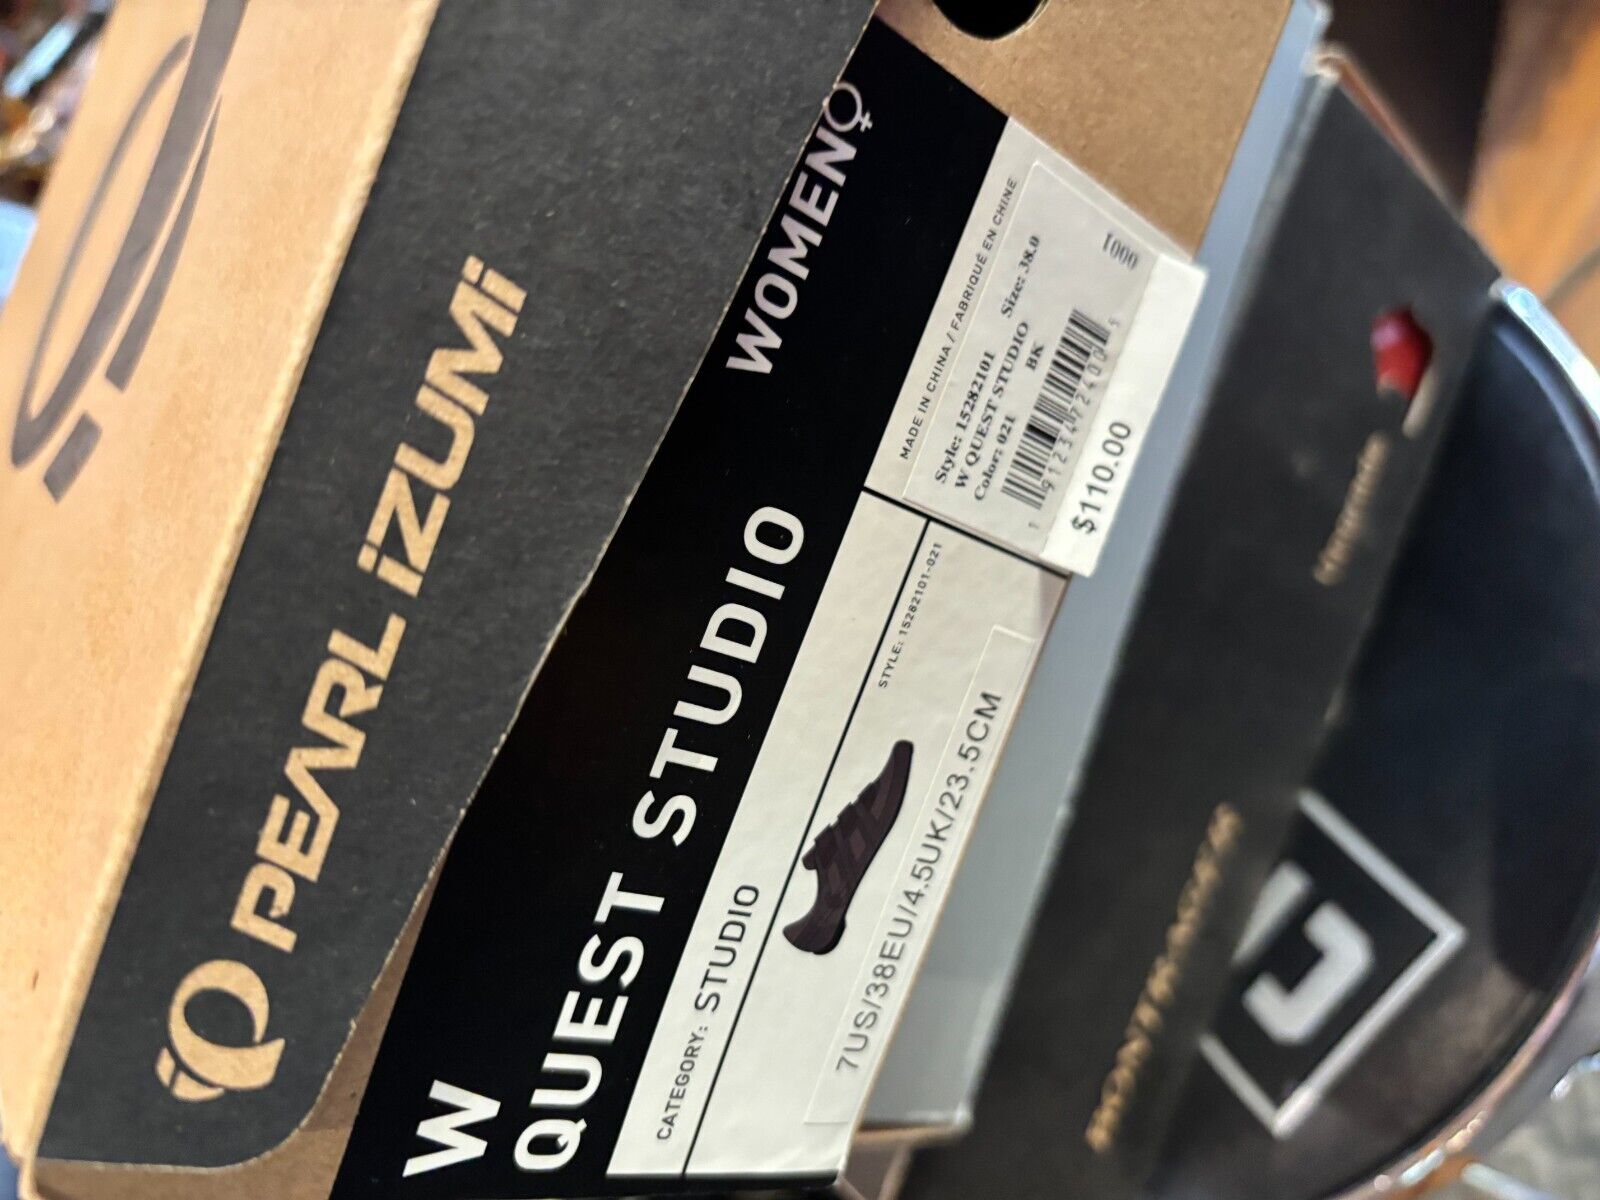 PEARL iZUMi
WOMEN
W
QUEST STUDIO
CATEGORY: STUDIO
STYLE: 15282101-021
7US/38EU/4.5UK/23.5CM
MADE IN CHINA / FABRIQUÉ EN CHINE
Style: 15282101 Size: 38.0
W QUEST STUDIO
Color: 021 BK
$110.00